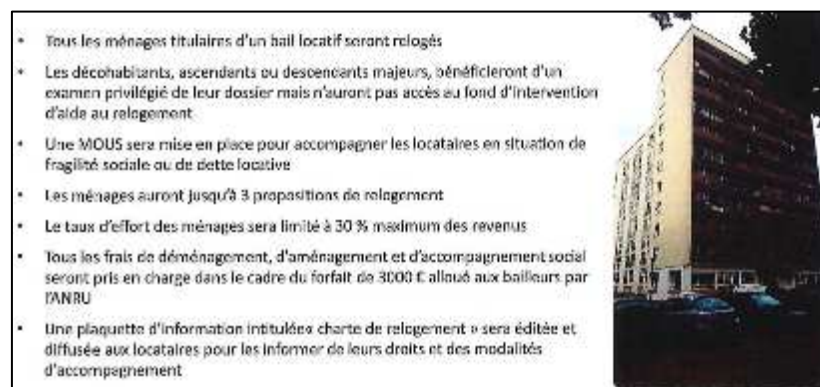 • Tous les ménages titulaires d'un bail locatif seront relogés
• Les décohabitants, ascendants ou descendants majeurs, bénéficieront d'un
examen privilégié de leur dossier mais n'auront pas accès au fond d'intervention
d'aide au relogement
• Une MOUS sera mise en place pour accompagner les locataires en situation de
fragilité sociale ou de dette locative
• Les ménages auront jusqu'à 3 propositions de relogement
• Le taux d'effort des ménages sera limité à 30 % maximum des revenus
• Tous les frais de déménagement, d'aménagement et d'accompagnement social
seront pris en charge dans le cadre du forfait de 3000 € alloué aux bailleurs par
l'ANRU
• Une plaquette d'information intitulée« charte de relogement » sera éditée et
diffusée aux locataires pour les informer de leurs droits et des modalités
d'accompagnement